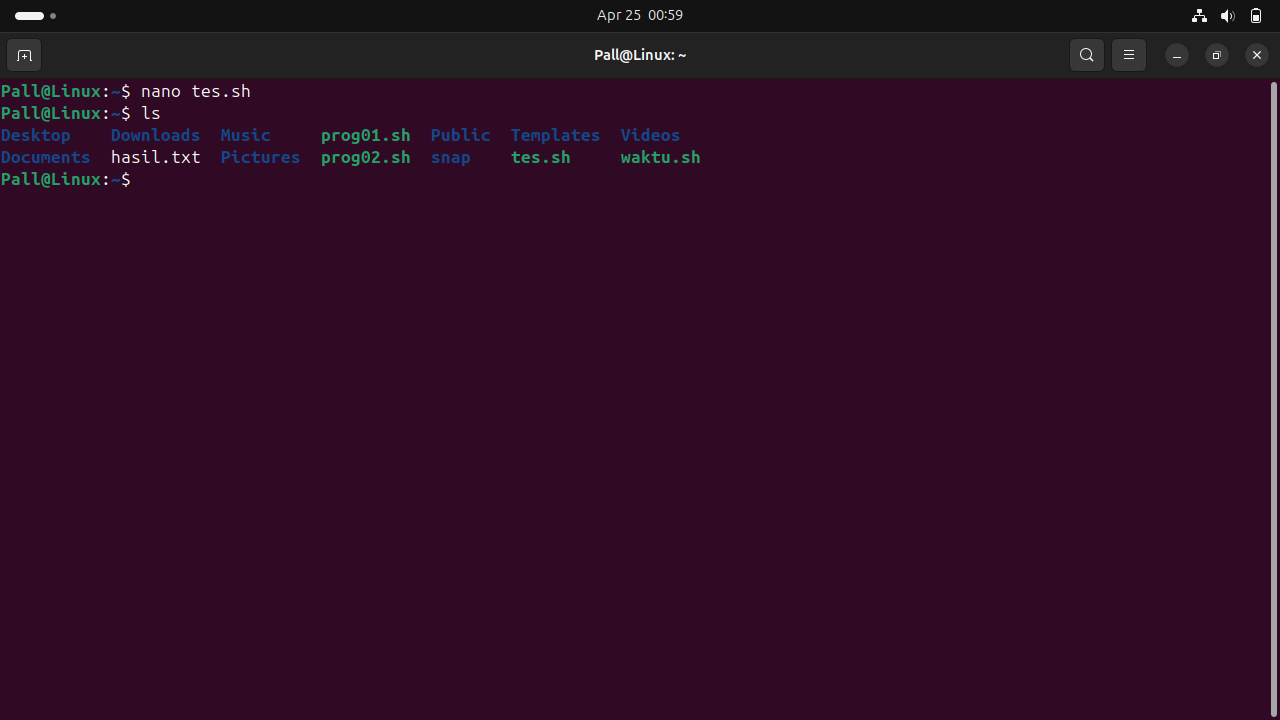 Apr 25 00:59
Pall@Linux: ~
Pall@Linux:~$ nano tes.sh
Pall@Linux:~$ ls
Desktop    Downloads  Music     prog01.sh  Public  Templates  Videos
Documents  hasil.txt  Pictures  prog02.sh  snap    tes.sh     waktu.sh
Pall@Linux:~$